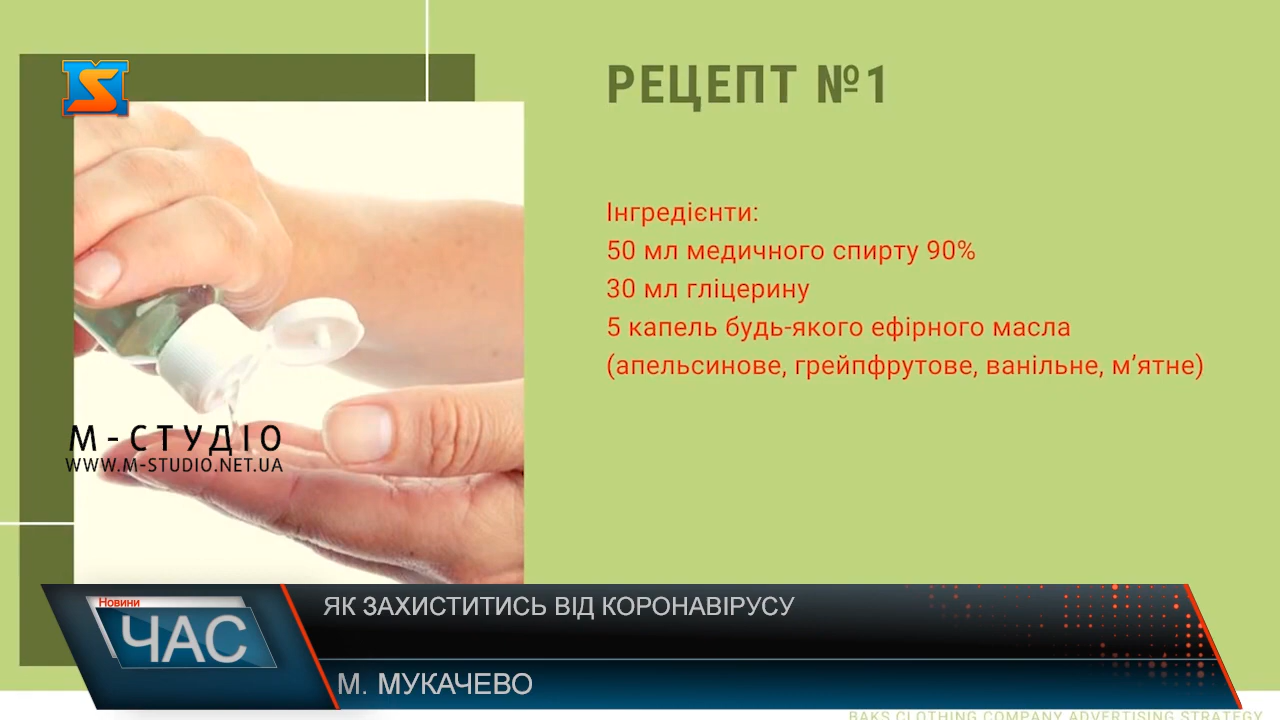 РЕЦЕПТ №1
Інгредієнти:
50 мл медичного спирту 90%
30 мл гліцерину
5 капель будь-якого ефірного масла
(апельсинове, грейпфрутове, ванільне, м’ятне)
М-СТУДІО
WWW.M-STUDIO.NET.UA
Новини
ЧАС
ЯК ЗАХИСТИТИСЬ ВІД КОРОНАВІРУСУ
М. МУКАЧЕВО
BAKS CLOTHING COMPANY ADVERTISING STRATEGY